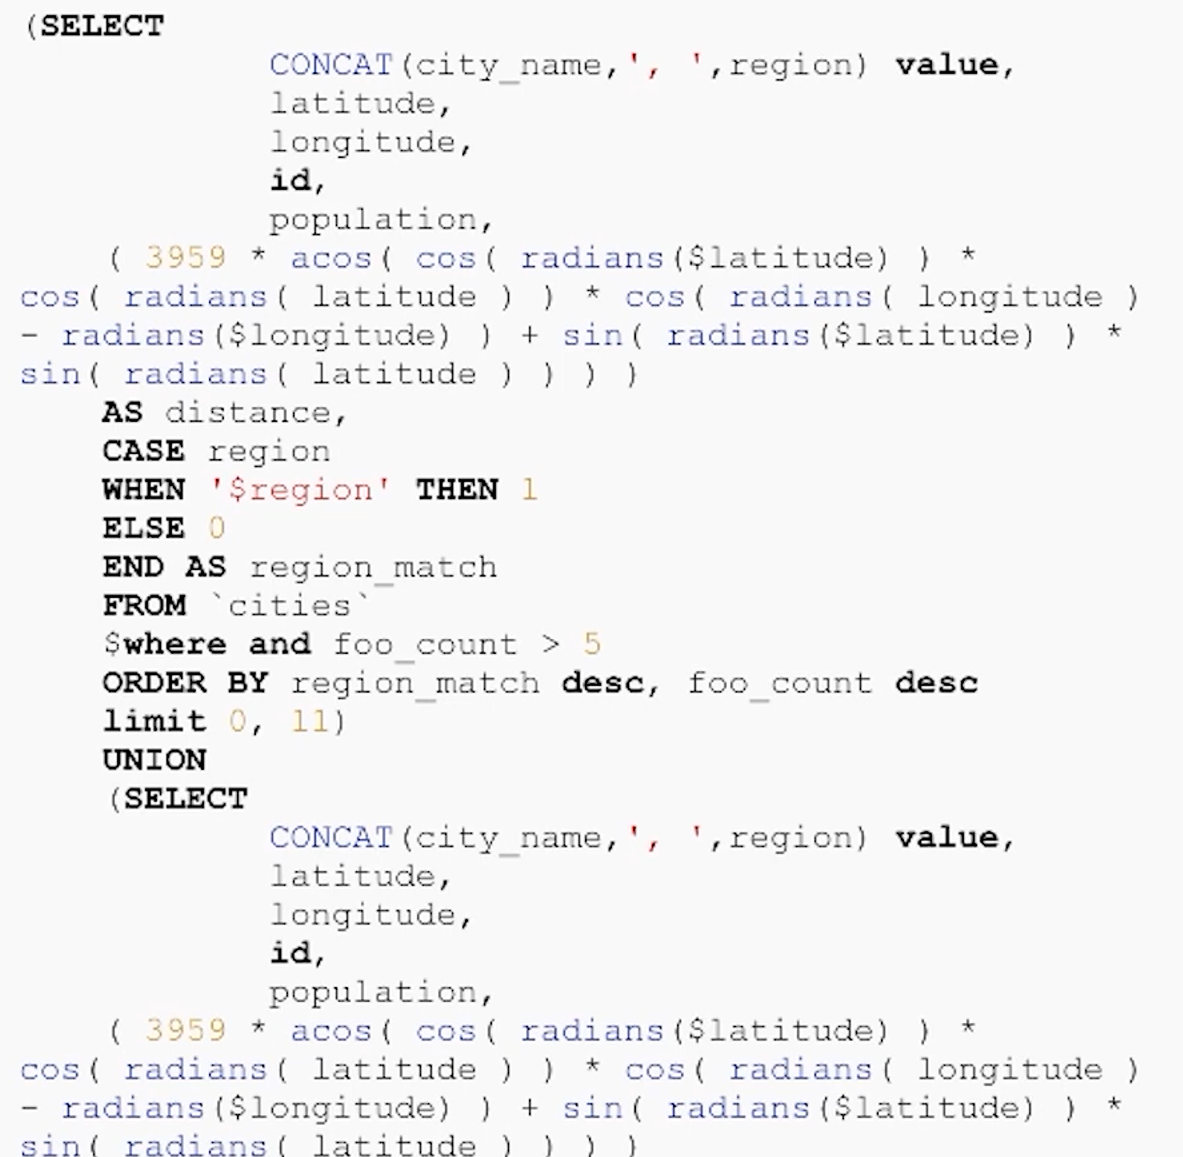 (SELECT
CONCAT(city_name,', ',region) value,
latitude,
longitude,
id,
population,
( 3959 * acos( cos( radians($latitude) ) *
cos( radians( latitude ) ) * cos( radians( longitude )
- radians($longitude) ) + sin( radians($latitude) ) *
sin( radians( latitude ) ) ) )
AS distance,
CASE region
WHEN '$region' THEN 1
ELSE 0
END AS region_match
FROM `cities`
$where and foo_count > 5
ORDER BY region_match desc, foo_count desc
limit 0, 11)
UNION
(SELECT
CONCAT(city_name,', ',region) value,
latitude,
longitude,
id,
population,
( 3959 * acos( cos( radians($latitude) ) *
cos( radians( latitude ) ) * cos( radians( longitude )
- radians($longitude) ) + sin( radians($latitude) ) *
sin( radians( latitude ) ) ) )